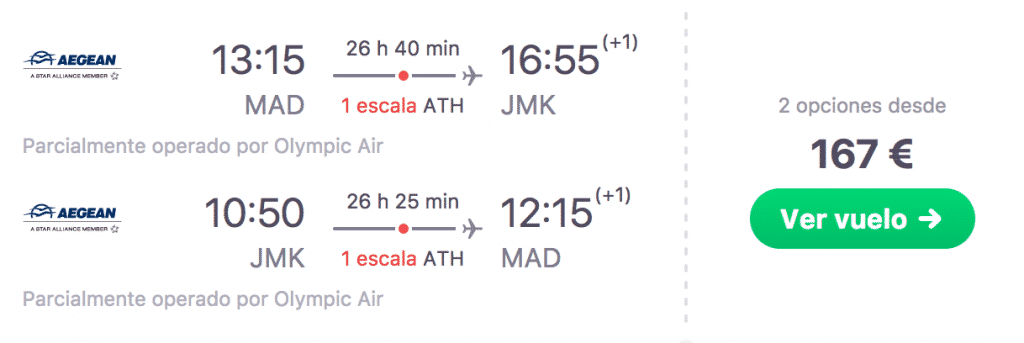 AEGEAN
A STAR ALLIANCE MEMBER
13:15
MAD
26 h 40 min
1 escala ATH
16:55(+1)
JMK
Parcialmente operado por Olympic Air
AEGEAN
A STAR ALLIANCE MEMBER
10:50
JMK
26 h 25 min
1 escala ATH
12:15(+1)
MAD
Parcialmente operado por Olympic Air
2 opciones desde
167 €
Ver vuelo →